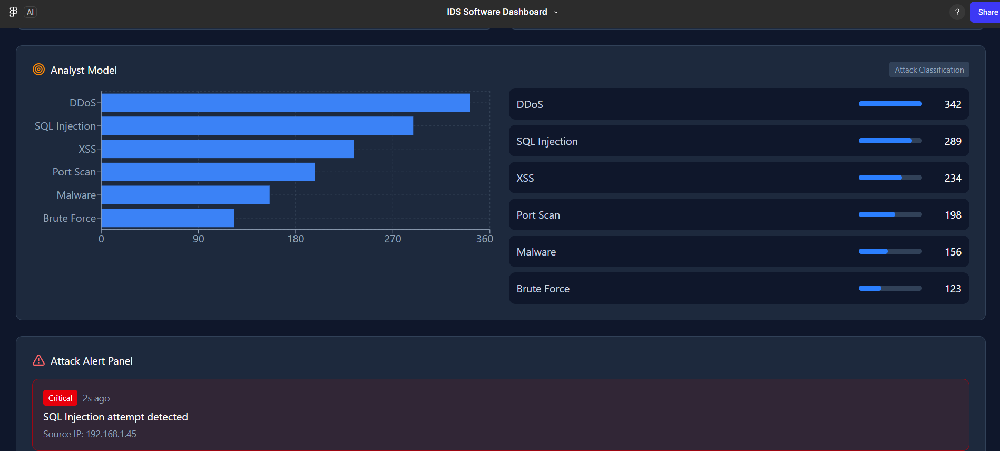 AI
IDS Software Dashboard
?
Share
Analyst Model
Attack Classification
DDoS
SQL Injection
XSS
Port Scan
Malware
Brute Force
0 90 180 270 360
DDoS 342
SQL Injection 289
XSS 234
Port Scan 198
Malware 156
Brute Force 123
Attack Alert Panel
Critical 2s ago
SQL Injection attempt detected
Source IP: 192.168.1.45